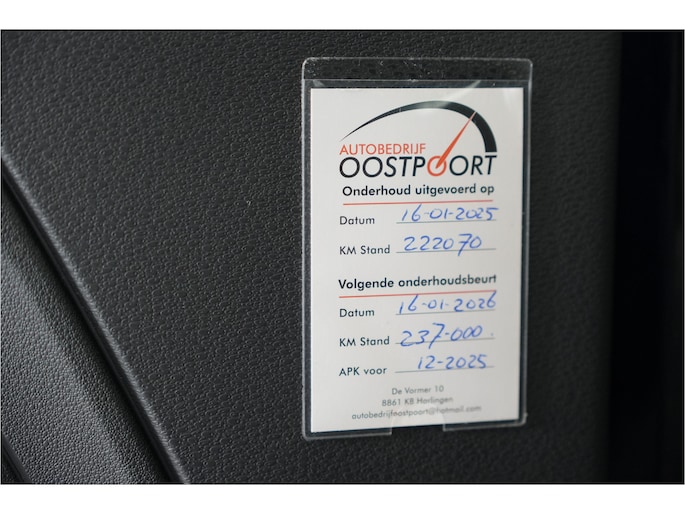 AUTOBEDRIJF
OOSTPOORT
Onderhoud uitgevoerd op
Datum 16-01-2025
KM Stand 222070
Volgende onderhoudsbeurt
Datum 16-01-2026
KM Stand 237-000.
APK voor 12-2025
De Vormer 10
8861 KB Harlingen
autobedrijfoostpoort@hotmail.com